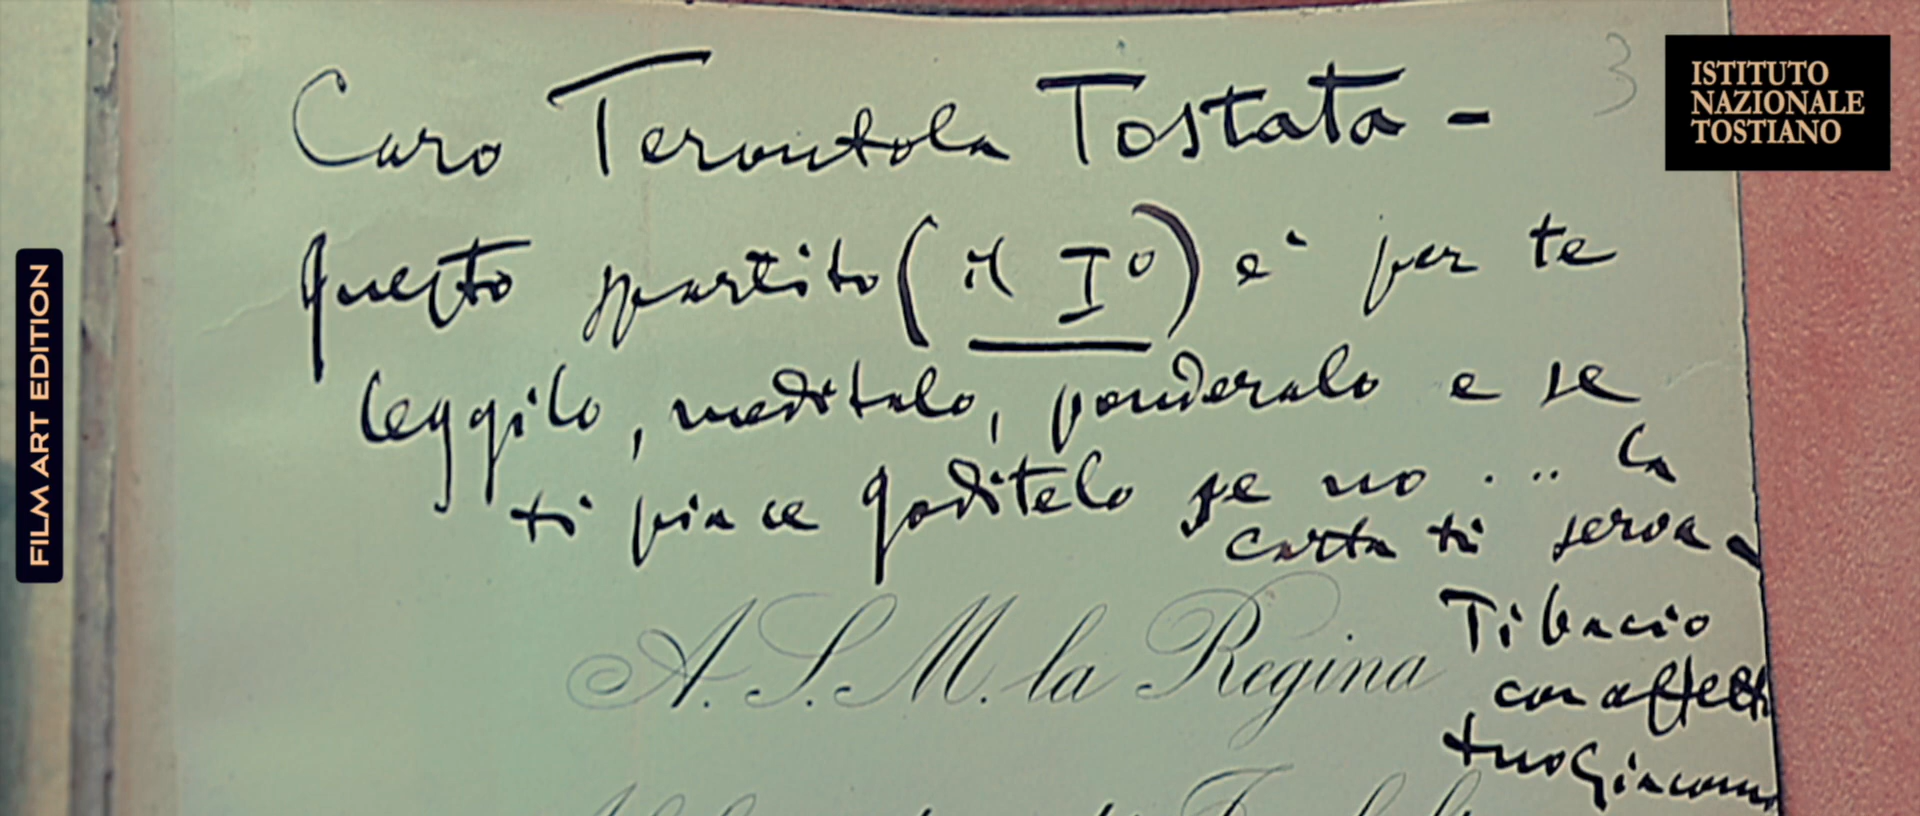 3
ISTITUTO
NAZIONALE
TOSTIANO
FILM ART EDITION
Caro Terontola Tostata -
questo spartito (il I°) è per te
leggilo, meditalo, ponderalo e se
ti piace goditelo se no ... la
carta ti serva
A. S. M. la Regina
Ti bacio
con affetto
tuo Giacomo